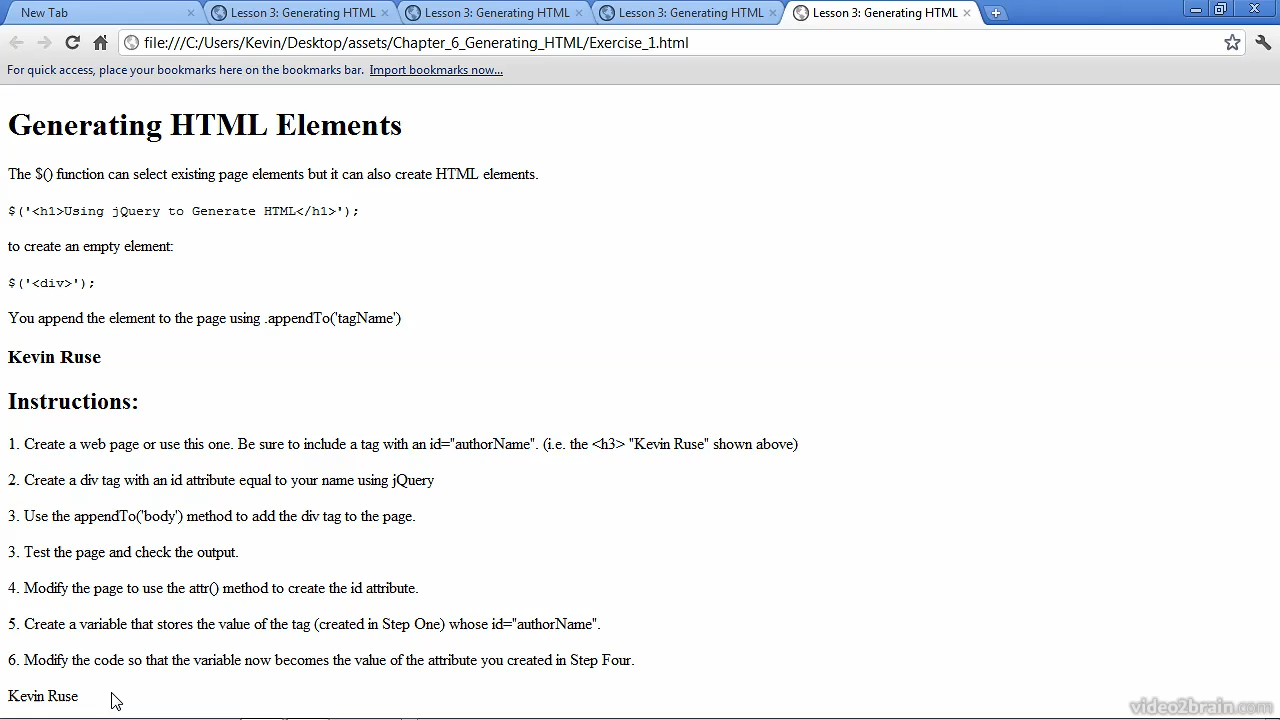 New Tab
Lesson 3: Generating HTML
Lesson 3: Generating HTML
Lesson 3: Generating HTML
Lesson 3: Generating HTML
file:///C:/Users/Kevin/Desktop/assets/Chapter_6_Generating_HTML/Exercise_1.html
For quick access, place your bookmarks here on the bookmarks bar. Import bookmarks now...
Generating HTML Elements
The $() function can select existing page elements but it can also create HTML elements.
$('<h1>Using jQuery to Generate HTML</h1>');
to create an empty element:
$('<div>');
You append the element to the page using .appendTo('tagName')
Kevin Ruse
Instructions:
1. Create a web page or use this one. Be sure to include a tag with an id="authorName". (i.e. the <h3> "Kevin Ruse" shown above)
2. Create a div tag with an id attribute equal to your name using jQuery
3. Use the appendTo('body') method to add the div tag to the page.
3. Test the page and check the output.
4. Modify the page to use the attr() method to create the id attribute.
5. Create a variable that stores the value of the tag (created in Step One) whose id="authorName".
6. Modify the code so that the variable now becomes the value of the attribute you created in Step Four.
Kevin Ruse
video2brain.com